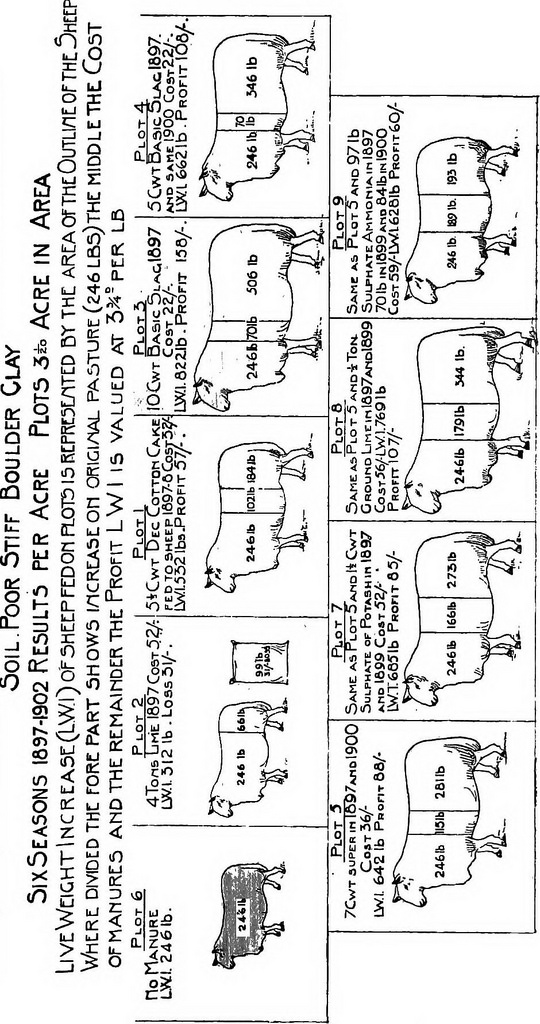 SOIL. POOR STIFF BOULDER CLAY
SIX SEASONS 1897-1902 RESULTS PER ACRE PLOTS 3 1/20 ACRE IN AREA
LIVE WEIGHT INCREASE (L.W.I.) OF SHEEP FED ON PLOTS IS REPRESENTED BY THE AREA OF THE OUTLINE OF THE SHEEP
WHERE DIVIDED THE FORE PART SHOWS INCREASE ON ORIGINAL PASTURE (246 LBS) THE MIDDLE THE COST
OF MANURES AND THE REMAINDER THE PROFIT L W I IS VALUED AT 3¾ᴰ PER LB
PLOT 6
NO MANURE
L.W.I. 246 lb.
246 lb
PLOT 2
4 TONS LIME 1897 COST 52/-
L.W.I. 312 lb. LOSS 31/-
246 lb
66 lb
99 lb
PLOT 1
5½ CWT DEC COTTON CAKE
FED TO SHEEP 1897-8 COST 32/-
L.W.I. 532 lbs. PROFIT 57/-
246 lb
102 lb
184 lb
PLOT 3
10 CWT BASIC SLAG, 1897
COST 22/-
L.W.I. 822 lb. PROFIT 158/-
246 lb
70 lb
506 lb
PLOT 4
5 CWT BASIC SLAG 1897.
AND SAME 1900 COST 22/-.
L.W.I. 662 lb. PROFIT 108/-
246 lb
70 lb
346 lb
PLOT 5
7 CWT SUPER IN 1897 AND 1900
COST 36/-
L.W.I. 642 lb PROFIT 88/-
246 lb
115 lb
281 lb
PLOT 7
SAME AS PLOT 5 AND 1½ CWT
SULPHATE OF POTASH IN 1897
AND 1899 COST 52/-
L.W.I. 685 lb PROFIT 85/-
246 lb
166 lb
273 lb
PLOT 8
SAME AS PLOT 5 AND ½ TON.
GROUND LIME IN 1897 AND 1899
COST 56/- L.W.I. 769 lb
PROFIT 107/-
246 lb
179 lb
344 lb.
PLOT 9
SAME AS PLOT 5 AND 97 lb
SULPHATE AMMONIA IN 1897
70 lb IN 1899 AND 84 lb IN 1900
COST 59/- L.W.I. 628 lb PROFIT 60/-
246 lb.
189 lb.
193 lb